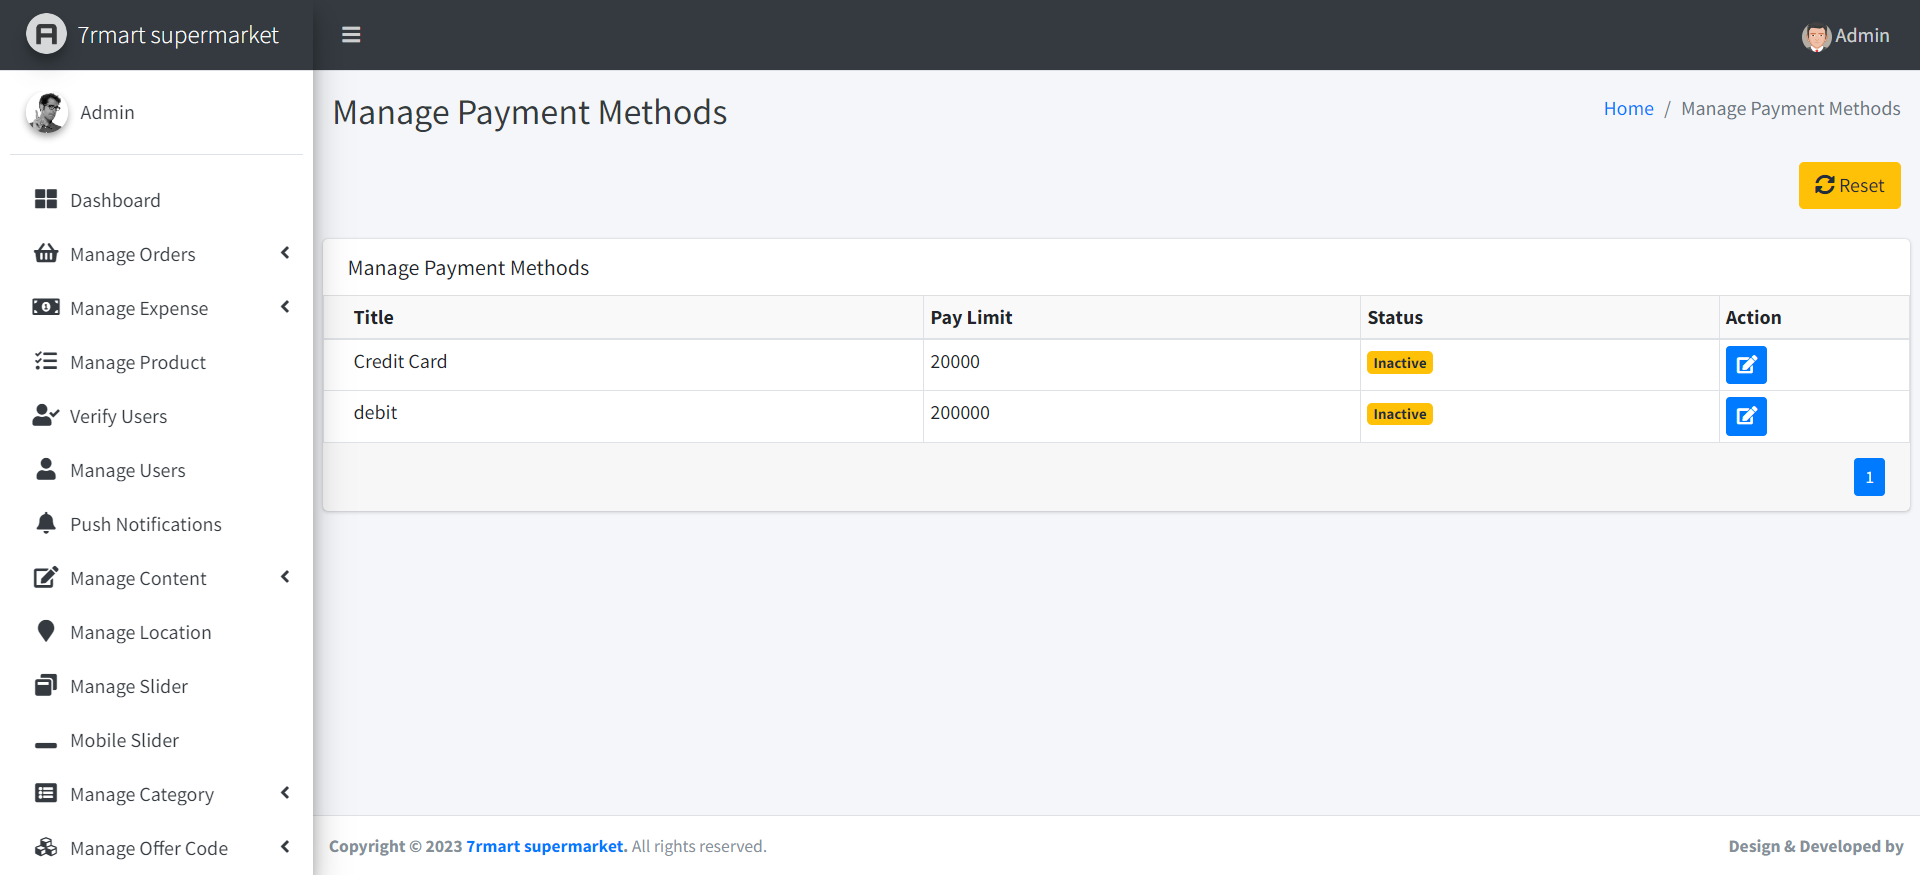 7rmart supermarket
Admin
Admin
Dashboard
Manage Orders
Manage Expense
Manage Product
Verify Users
Manage Users
Push Notifications
Manage Content
Manage Location
Manage Slider
Mobile Slider
Manage Category
Manage Offer Code
Manage Payment Methods
Home / Manage Payment Methods
Reset
Manage Payment Methods
Title Pay Limit Status Action
Credit Card 20000 Inactive
debit 200000 Inactive
1
Copyright © 2023 7rmart supermarket. All rights reserved.
Design & Developed by